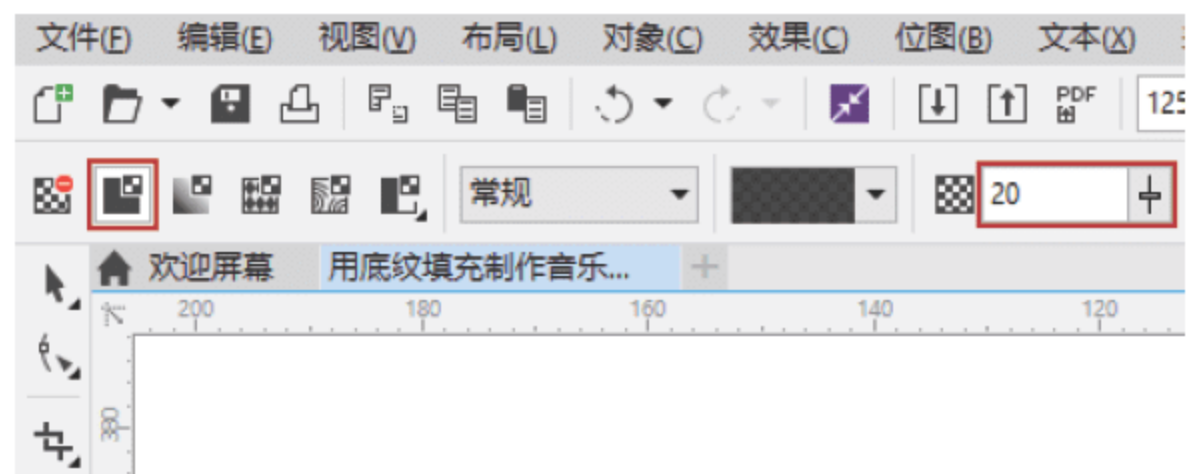 文件(F) 编辑(E) 视图(V) 布局(L) 对象(C) 效果(C) 位图(B) 文本(X)
PDF 125
常规 20
欢迎屏幕 用底纹填充制作音乐...
200 180 160 140 120
380